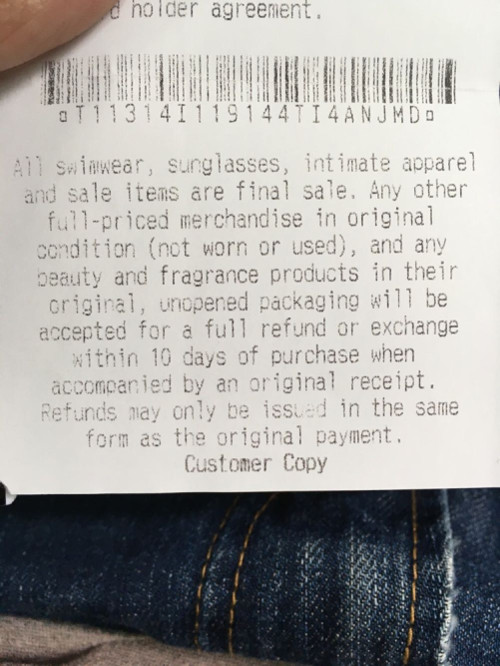 d holder agreement.
¤T11314I119144TI4ANJMD¤
All swimwear, sunglasses, intimate apparel
and sale items are final sale. Any other
full-priced merchandise in original
condition (not worn or used), and any
beauty and fragrance products in their
original, unopened packaging will be
accepted for a full refund or exchange
within 10 days of purchase when
accompanied by an original receipt.
Refunds may only be issued in the same
form as the original payment.
Customer Copy